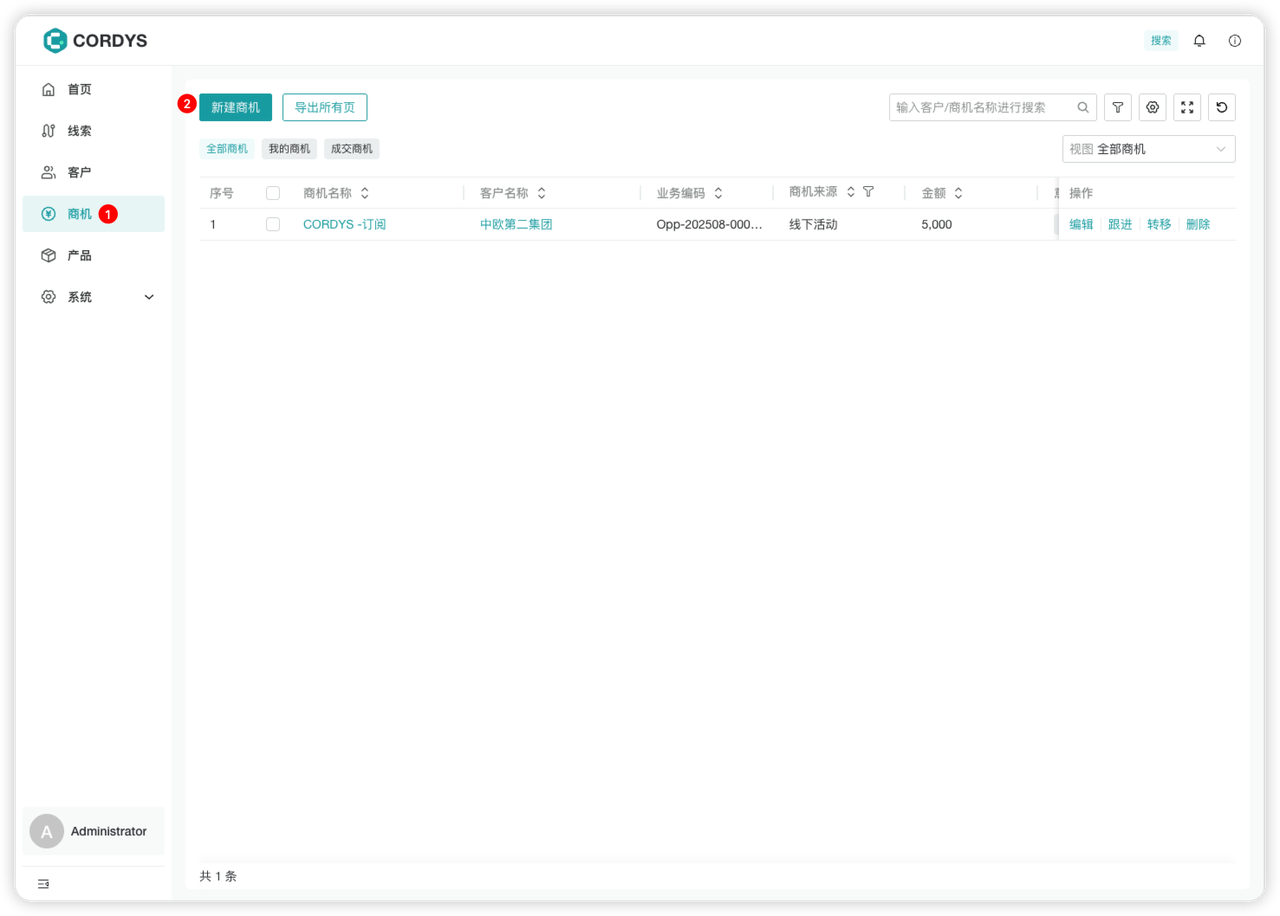 CORDYS
搜索
首页
线索
客户
商机 1
产品
系统
2 新建商机 导出所有页
输入客户/商机名称进行搜索
全部商机 我的商机 成交商机
视图 全部商机
序号 商机名称 客户名称 业务编码 商机来源 金额 操作
1 CORDYS -订阅 中欧第二集团 Opp-202508-000... 线下活动 5,000 编辑 跟进 转移 删除
共 1 条
A Administrator